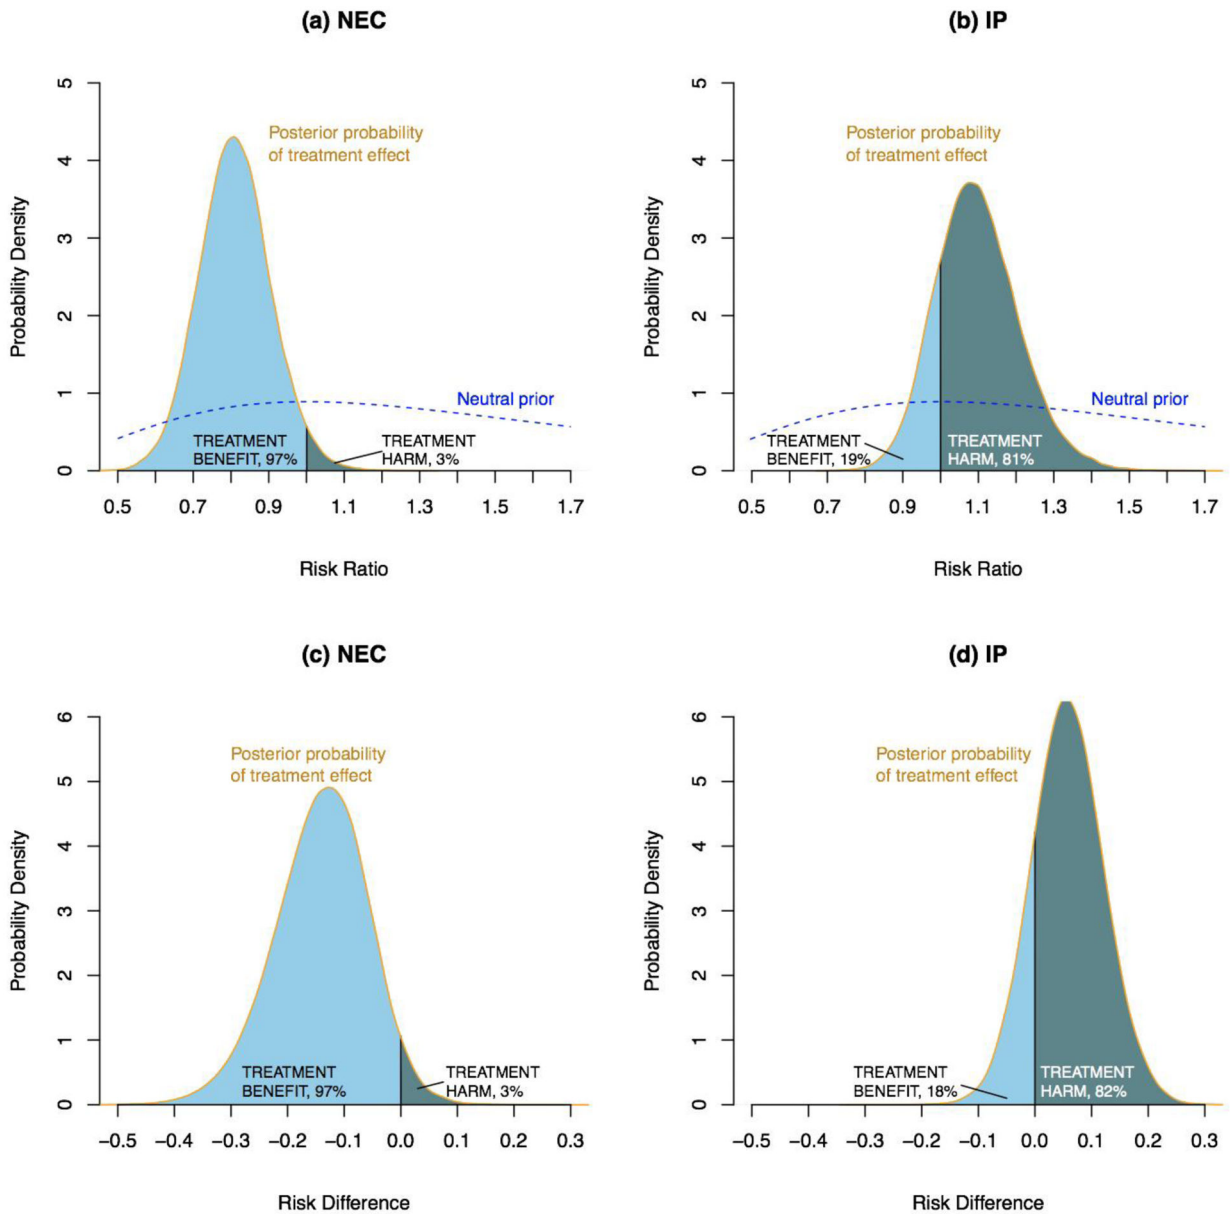 (a) NEC
Probability Density
5
4
3
2
1
0
Posterior probability
of treatment effect
Neutral prior
TREATMENT
BENEFIT, 97%
TREATMENT
HARM, 3%
0.5 0.7 0.9 1.1 1.3 1.5 1.7
Risk Ratio
(b) IP
Probability Density
5
4
3
2
1
0
Posterior probability
of treatment effect
Neutral prior
TREATMENT
BENEFIT, 19%
TREATMENT
HARM, 81%
0.5 0.7 0.9 1.1 1.3 1.5 1.7
Risk Ratio
(c) NEC
Probability Density
6
5
4
3
2
1
0
Posterior probability
of treatment effect
TREATMENT
BENEFIT, 97%
TREATMENT
HARM, 3%
−0.5 −0.4 −0.3 −0.2 −0.1 0.0 0.1 0.2 0.3
Risk Difference
(d) IP
Probability Density
6
5
4
3
2
1
0
Posterior probability
of treatment effect
TREATMENT
BENEFIT, 18%
TREATMENT
HARM, 82%
−0.5 −0.4 −0.3 −0.2 −0.1 0.0 0.1 0.2 0.3
Risk Difference